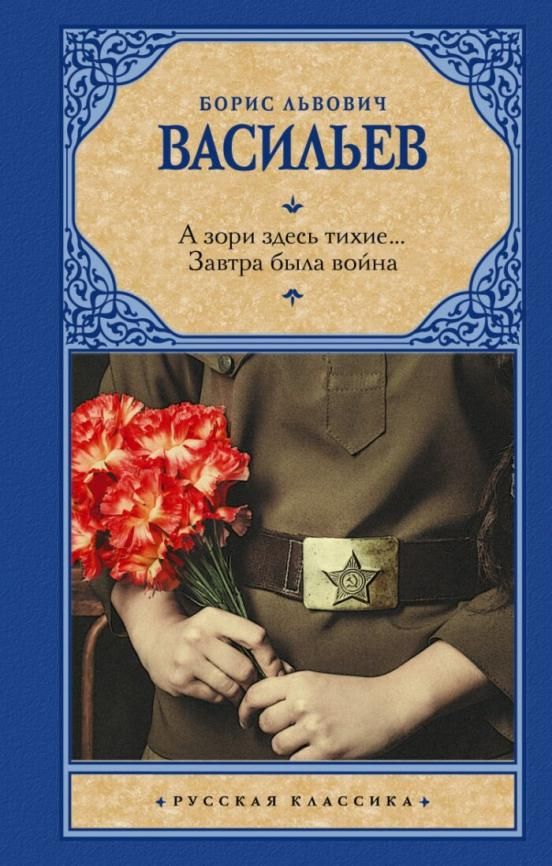 БОРИС ЛЬВОВИЧ
ВАСИЛЬЕВ
А зори здесь тихие...
Завтра была война
РУССКАЯ КЛАССИКА